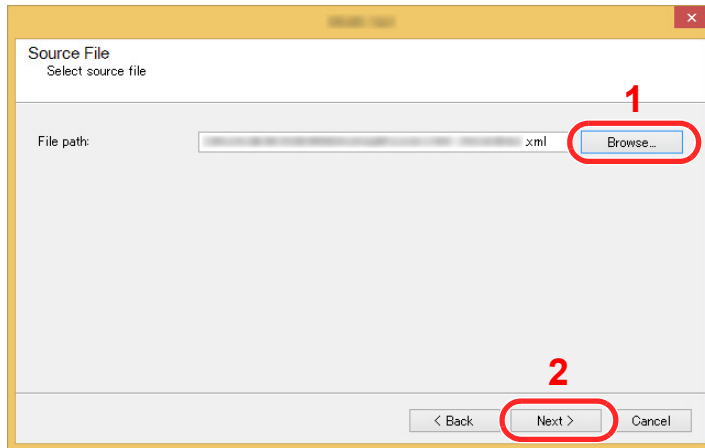 Source File
Select source file
1
File path:
.xml
Browse...
2
< Back
Next >
Cancel